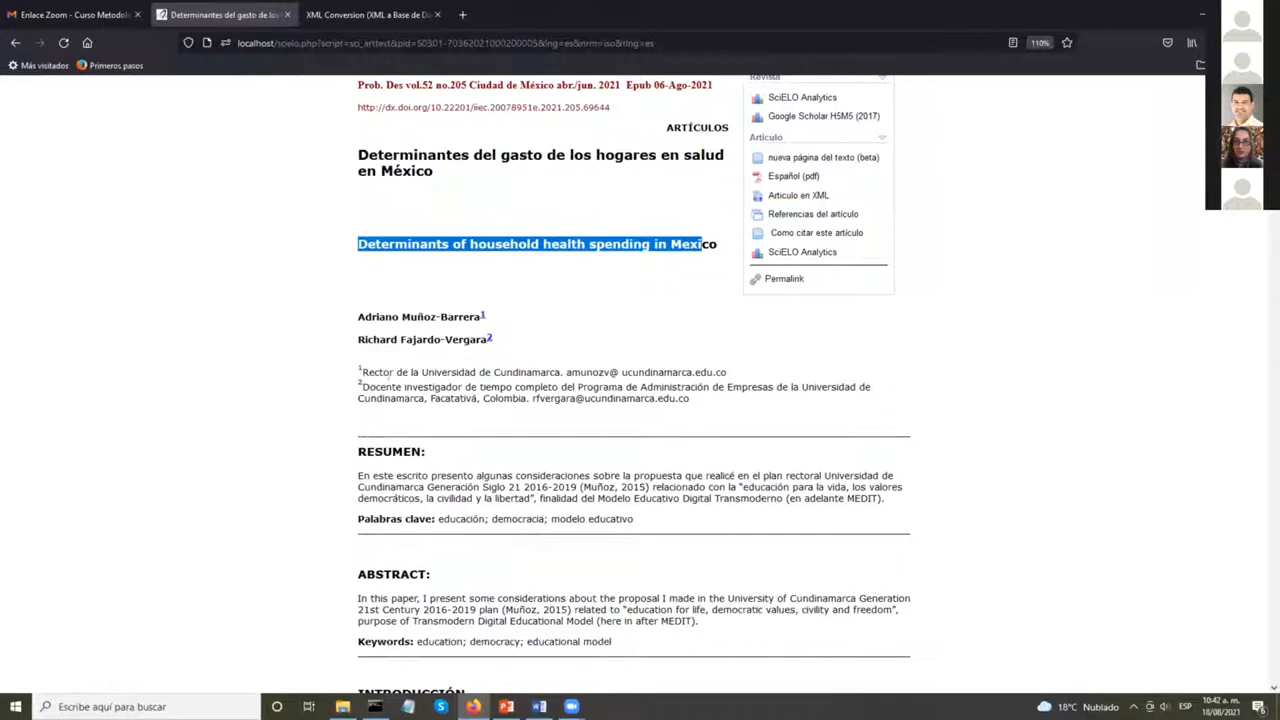 Enlace Zoom - Curso Metodolo
Determinantes del gasto de los
XML Conversion (XML a Base de Da
localhost/scielo.php?script=sci_arttext&pid=S0301-70362021000200005&lng=es&nrm=iso&tlng=es
110%
Más visitados
Primeros pasos
Prob. Des vol.52 no.205 Ciudad de México abr./jun. 2021 Epub 06-Ago-2021
http://dx.doi.org/10.22201/iiec.20078951e.2021.205.69644
ARTÍCULOS
Determinantes del gasto de los hogares en salud
en México
Determinants of household health spending in Mexico
Adriano Muñoz-Barrera1
Richard Fajardo-Vergara2
1Rector de la Universidad de Cundinamarca. amunozv@ ucundinamarca.edu.co
2Docente investigador de tiempo completo del Programa de Administración de Empresas de la Universidad de
Cundinamarca, Facatativá, Colombia. rfvergara@ucundinamarca.edu.co
RESUMEN:
En este escrito presento algunas consideraciones sobre la propuesta que realicé en el plan rectoral Universidad de
Cundinamarca Generación Siglo 21 2016-2019 (Muñoz, 2015) relacionado con la "educación para la vida, los valores
democráticos, la civilidad y la libertad", finalidad del Modelo Educativo Digital Transmoderno (en adelante MEDIT).
Palabras clave: educación; democracia; modelo educativo
ABSTRACT:
In this paper, I present some considerations about the proposal I made in the University of Cundinamarca Generation
21st Century 2016-2019 plan (Muñoz, 2015) related to "education for life, democratic values, civility and freedom",
purpose of Transmodern Digital Educational Model (here in after MEDIT).
Keywords: education; democracy; educational model
INTRODUCCIÓN
Revista
SciELO Analytics
Google Scholar H5M5 (2017)
Articulo
nueva página del texto (beta)
Español (pdf)
Articulo en XML
Referencias del artículo
Como citar este artículo
SciELO Analytics
Permalink
Escribe aquí para buscar
18°C Nublado
ESP
10:42 a. m.
18/08/2021